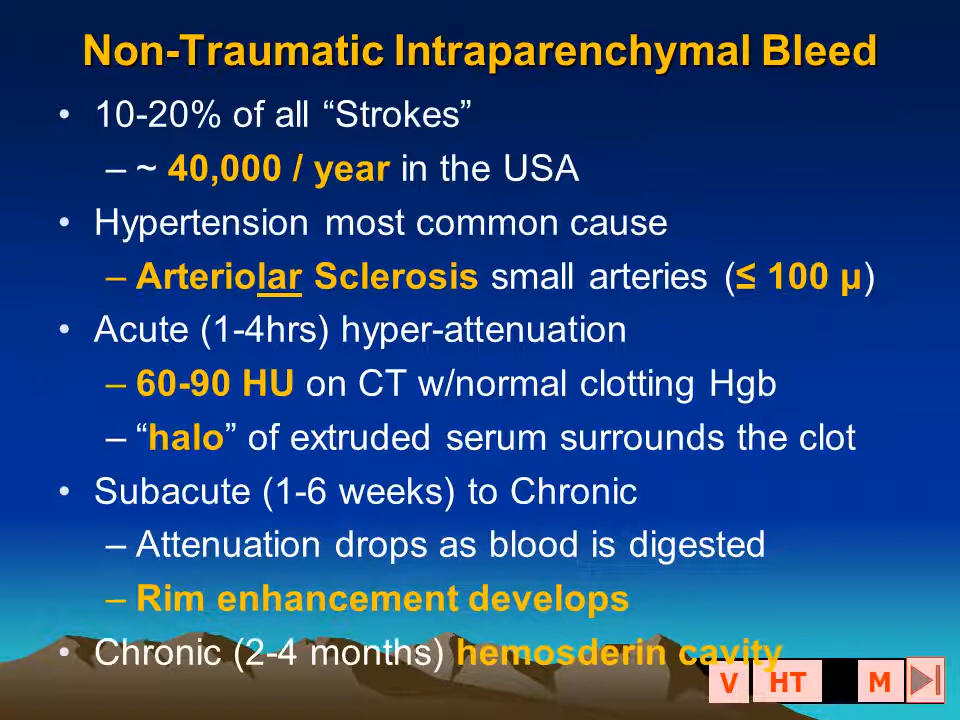 Non-Traumatic Intraparenchymal Bleed
• 10-20% of all “Strokes”
– ~ 40,000 / year in the USA
• Hypertension most common cause
– Arteriolar Sclerosis small arteries (≤ 100 μ)
• Acute (1-4hrs) hyper-attenuation
– 60-90 HU on CT w/normal clotting Hgb
– “halo” of extruded serum surrounds the clot
• Subacute (1-6 weeks) to Chronic
– Attenuation drops as blood is digested
– Rim enhancement develops
• Chronic (2-4 months) hemosderin cavity
V HT M